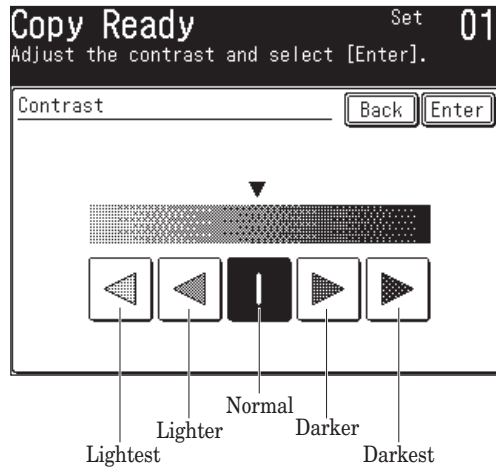 Copy Ready Set 01
Adjust the contrast and select [Enter].
Contrast Back Enter
Normal
Lighter Darker
Lightest Darkest